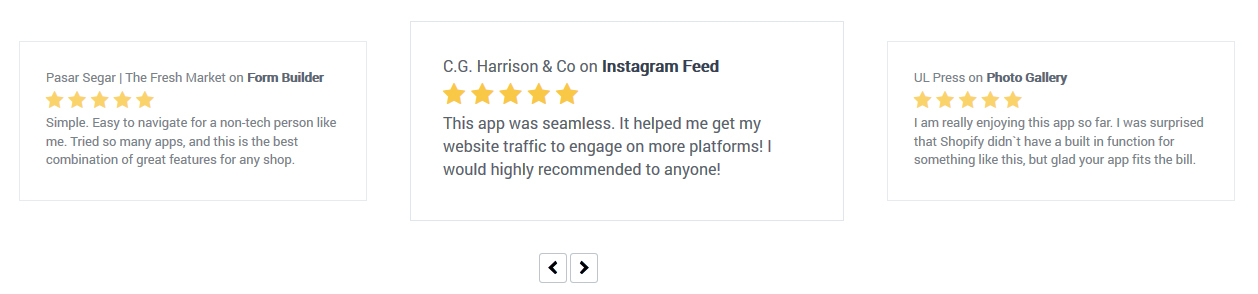 Pasar Segar | The Fresh Market on Form Builder
Simple. Easy to navigate for a non-tech person like
me. Tried so many apps, and this is the best
combination of great features for any shop.
C.G. Harrison & Co on Instagram Feed
This app was seamless. It helped me get my
website traffic to engage on more platforms! I
would highly recommended to anyone!
UL Press on Photo Gallery
I am really enjoying this app so far. I was surprised
that Shopify didn`t have a built in function for
something like this, but glad your app fits the bill.